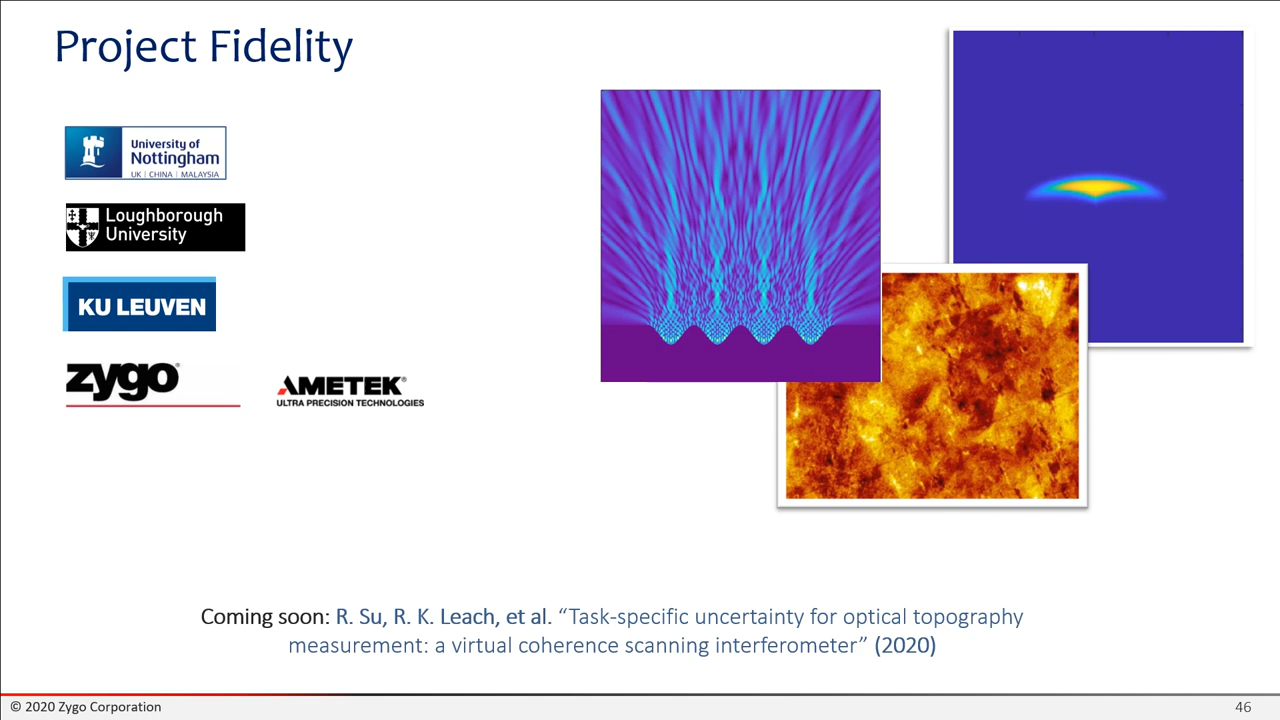 Project Fidelity
University of
Nottingham
UK | CHINA | MALAYSIA
Loughborough
University
KU LEUVEN
zygo®
AMETEK®
ULTRA PRECISION TECHNOLOGIES
Coming soon: R. Su, R. K. Leach, et al. “Task-specific uncertainty for optical topography
measurement: a virtual coherence scanning interferometer” (2020)
© 2020 Zygo Corporation
46